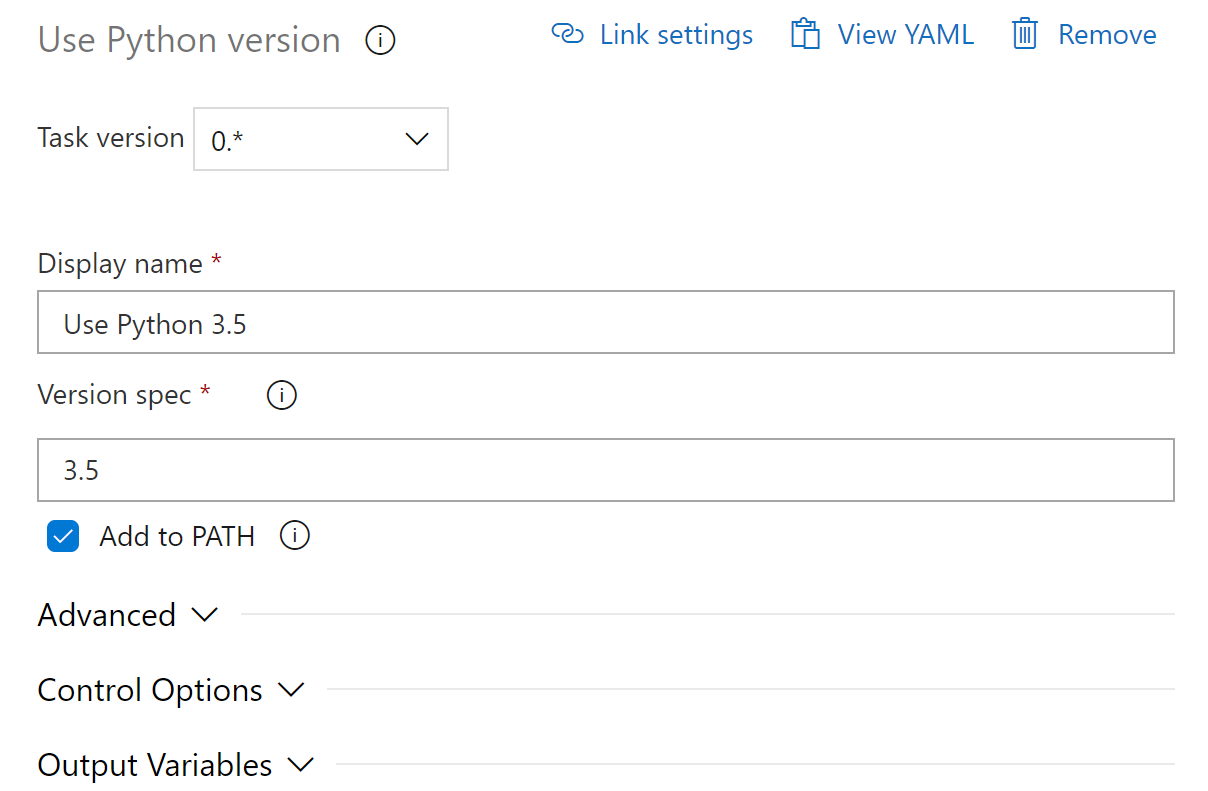 Use Python version
Link settings
View YAML
Remove
Task version
0.*
Display name *
Use Python 3.5
Version spec *
3.5
Add to PATH
Advanced
Control Options
Output Variables